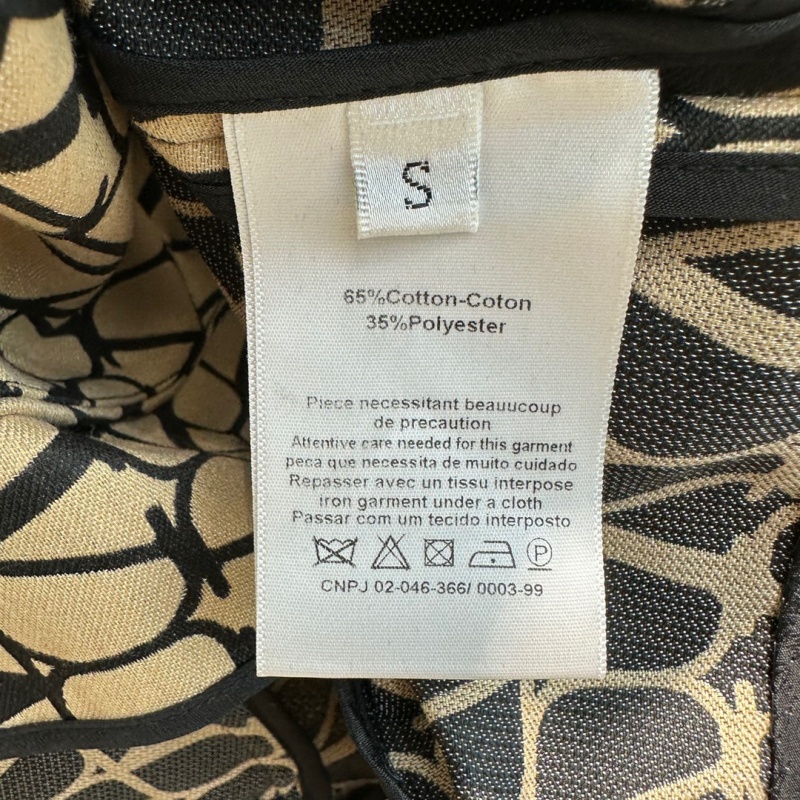 S
65%Cotton-Coton
35%Polyester
Piece necessitant beauucoup
de precaution
Attentive care needed for this garment
peca que necessita de muito cuidado
Repasser avec un tissu interpose
iron garment under a cloth
Passar com um tecido interposto
P
CNPJ 02-046-366/ 0003-99